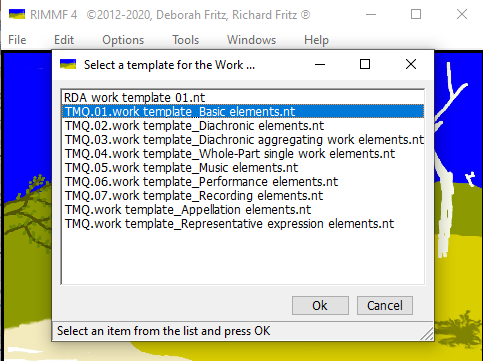 RIMMF 4 ©2012-2020, Deborah Fritz, Richard Fritz ®
File Edit Options Tools Windows Help
Select a template for the Work ...
RDA work template 01.nt
TMQ.01.work template_Basic elements.nt
TMQ.02.work template_Diachronic elements.nt
TMQ.03.work template_Diachronic aggregating work elements.nt
TMQ.04.work template_Whole-Part single work elements.nt
TMQ.05.work template_Music elements.nt
TMQ.06.work template_Performance elements.nt
TMQ.07.work template_Recording elements.nt
TMQ.work template_Appellation elements.nt
TMQ.work template_Representative expression elements.nt
Ok Cancel
Select an item from the list and press OK